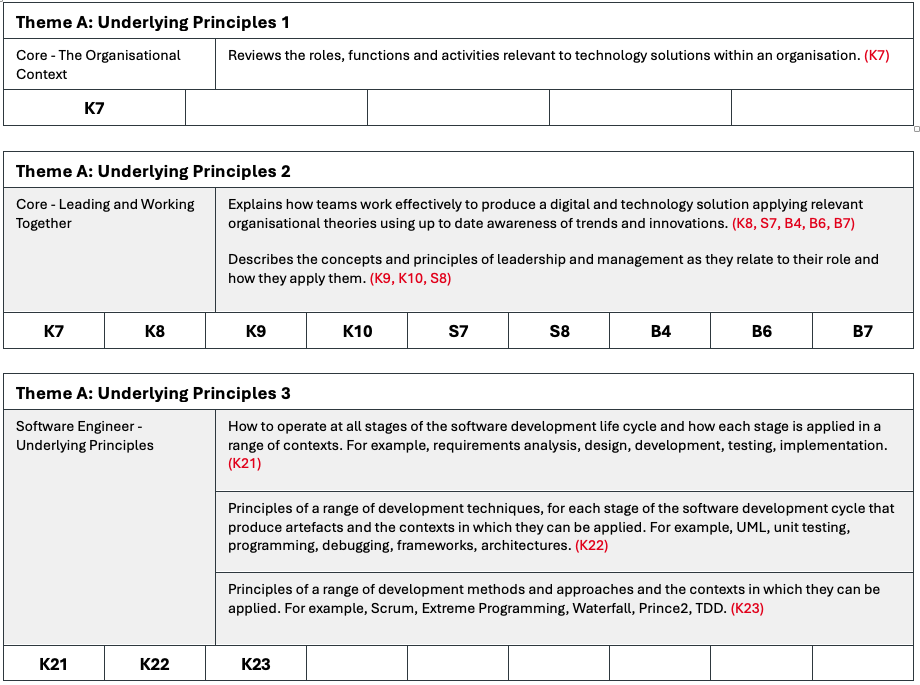 Theme A: Underlying Principles 1
Core - The Organisational
Context
Reviews the roles, functions and activities relevant to technology solutions within an organisation. (K7)
K7
Theme A: Underlying Principles 2
Core - Leading and Working
Together
Explains how teams work effectively to produce a digital and technology solution applying relevant
organisational theories using up to date awareness of trends and innovations. (K8, S7, B4, B6, B7)
Describes the concepts and principles of leadership and management as they relate to their role and
how they apply them. (K9, K10, S8)
K7 K8 K9 K10 S7 S8 B4 B6 B7
Theme A: Underlying Principles 3
Software Engineer -
Underlying Principles
How to operate at all stages of the software development life cycle and how each stage is applied in a
range of contexts. For example, requirements analysis, design, development, testing, implementation.
(K21)
Principles of a range of development techniques, for each stage of the software development cycle that
produce artefacts and the contexts in which they can be applied. For example, UML, unit testing,
programming, debugging, frameworks, architectures. (K22)
Principles of a range of development methods and approaches and the contexts in which they can be
applied. For example, Scrum, Extreme Programming, Waterfall, Prince2, TDD. (K23)
K21 K22 K23